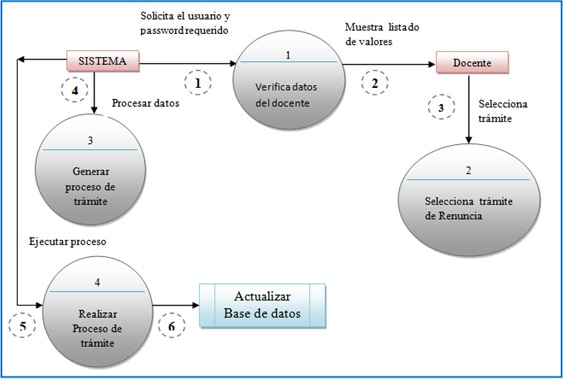 Solicita el usuario y
password requerido
Muestra listado
de valores
SISTEMA
1
Verifica datos
del docente
Docente
4
1
2
3
Procesar datos
Selecciona
trámite
3
Generar
proceso de
trámite
2
Selecciona trámite
de Renuncia
Ejecutar proceso
4
Realizar
Proceso de
trámite
Actualizar
Base de datos
5
6